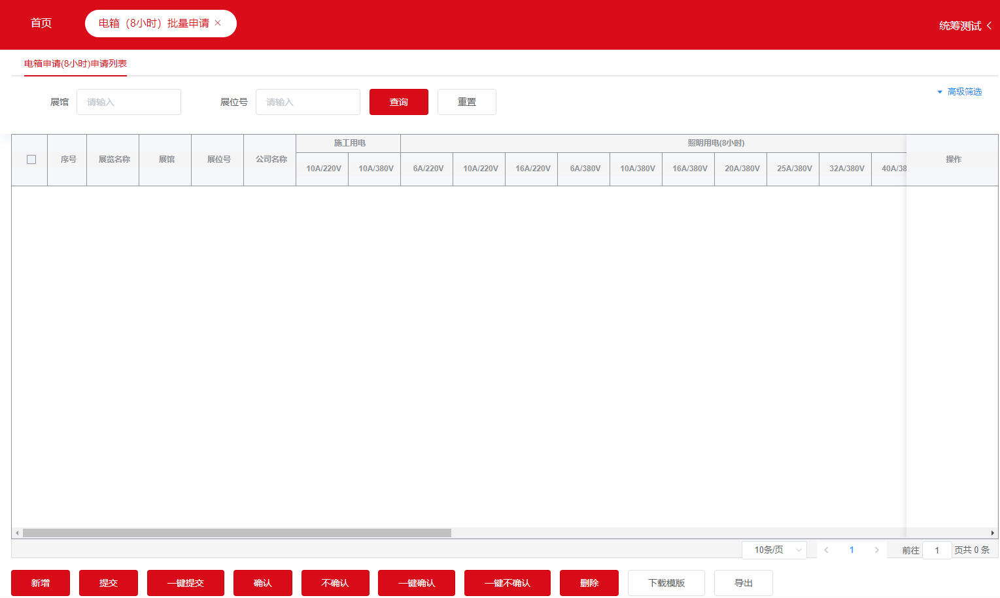 首页
电箱（8小时）批量申请 ×
统筹测试 <
电箱申请(8小时)申请列表
展馆 请输入 展位号 请输入 查询 重置 高级筛选
序号 展览名称 展馆 展位号 公司名称 施工用电 照明用电(8小时) 操作
10A/220V 10A/380V 6A/220V 10A/220V 16A/220V 6A/380V 10A/380V 16A/380V 20A/380V 25A/380V 32A/380V 40A/38
10条/页 < 1 > 前往 1 页共 0 条
新增 提交 一键提交 确认 不确认 一键确认 一键不确认 删除 下载模版 导出